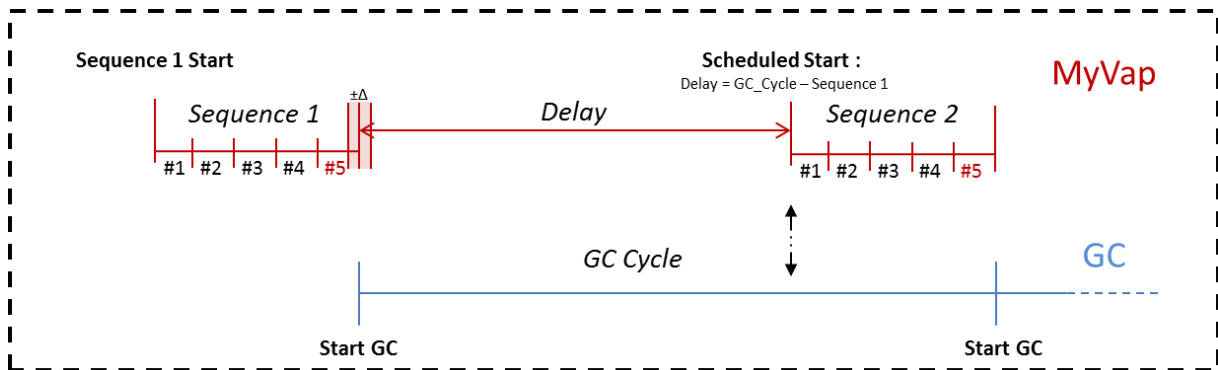 Sequence 1 Start
Scheduled Start :
Delay = GC_Cycle – Sequence 1
MyVap
±Δ
Sequence 1
Delay
Sequence 2
#1 #2 #3 #4 #5
#1 #2 #3 #4 #5
GC Cycle
GC
Start GC
Start GC